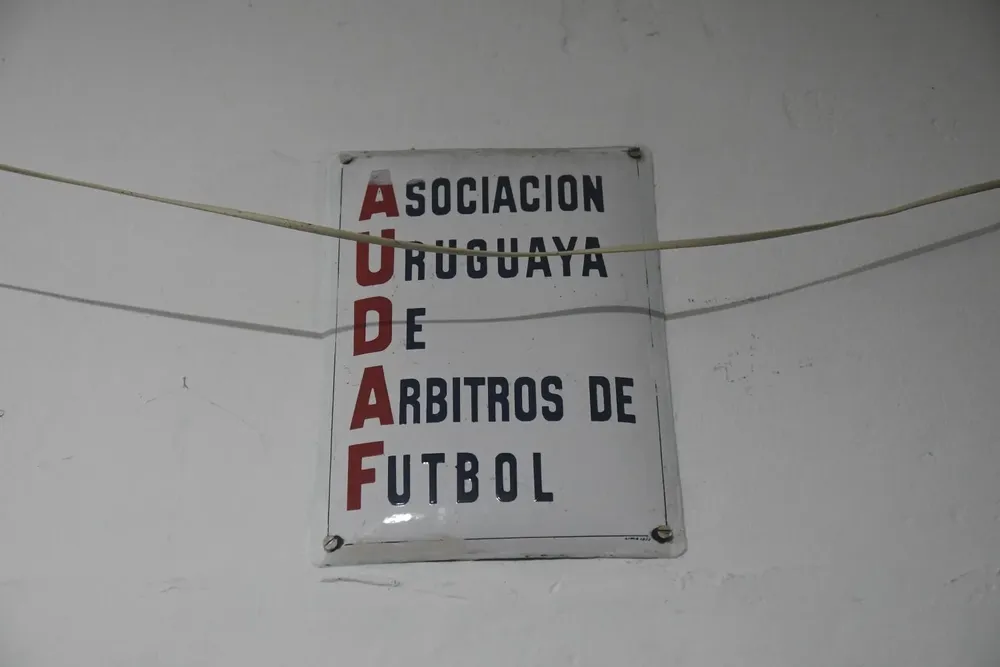 ASOCIACION
URUGUAYA
DE
ARBITROS DE
FUTBOL